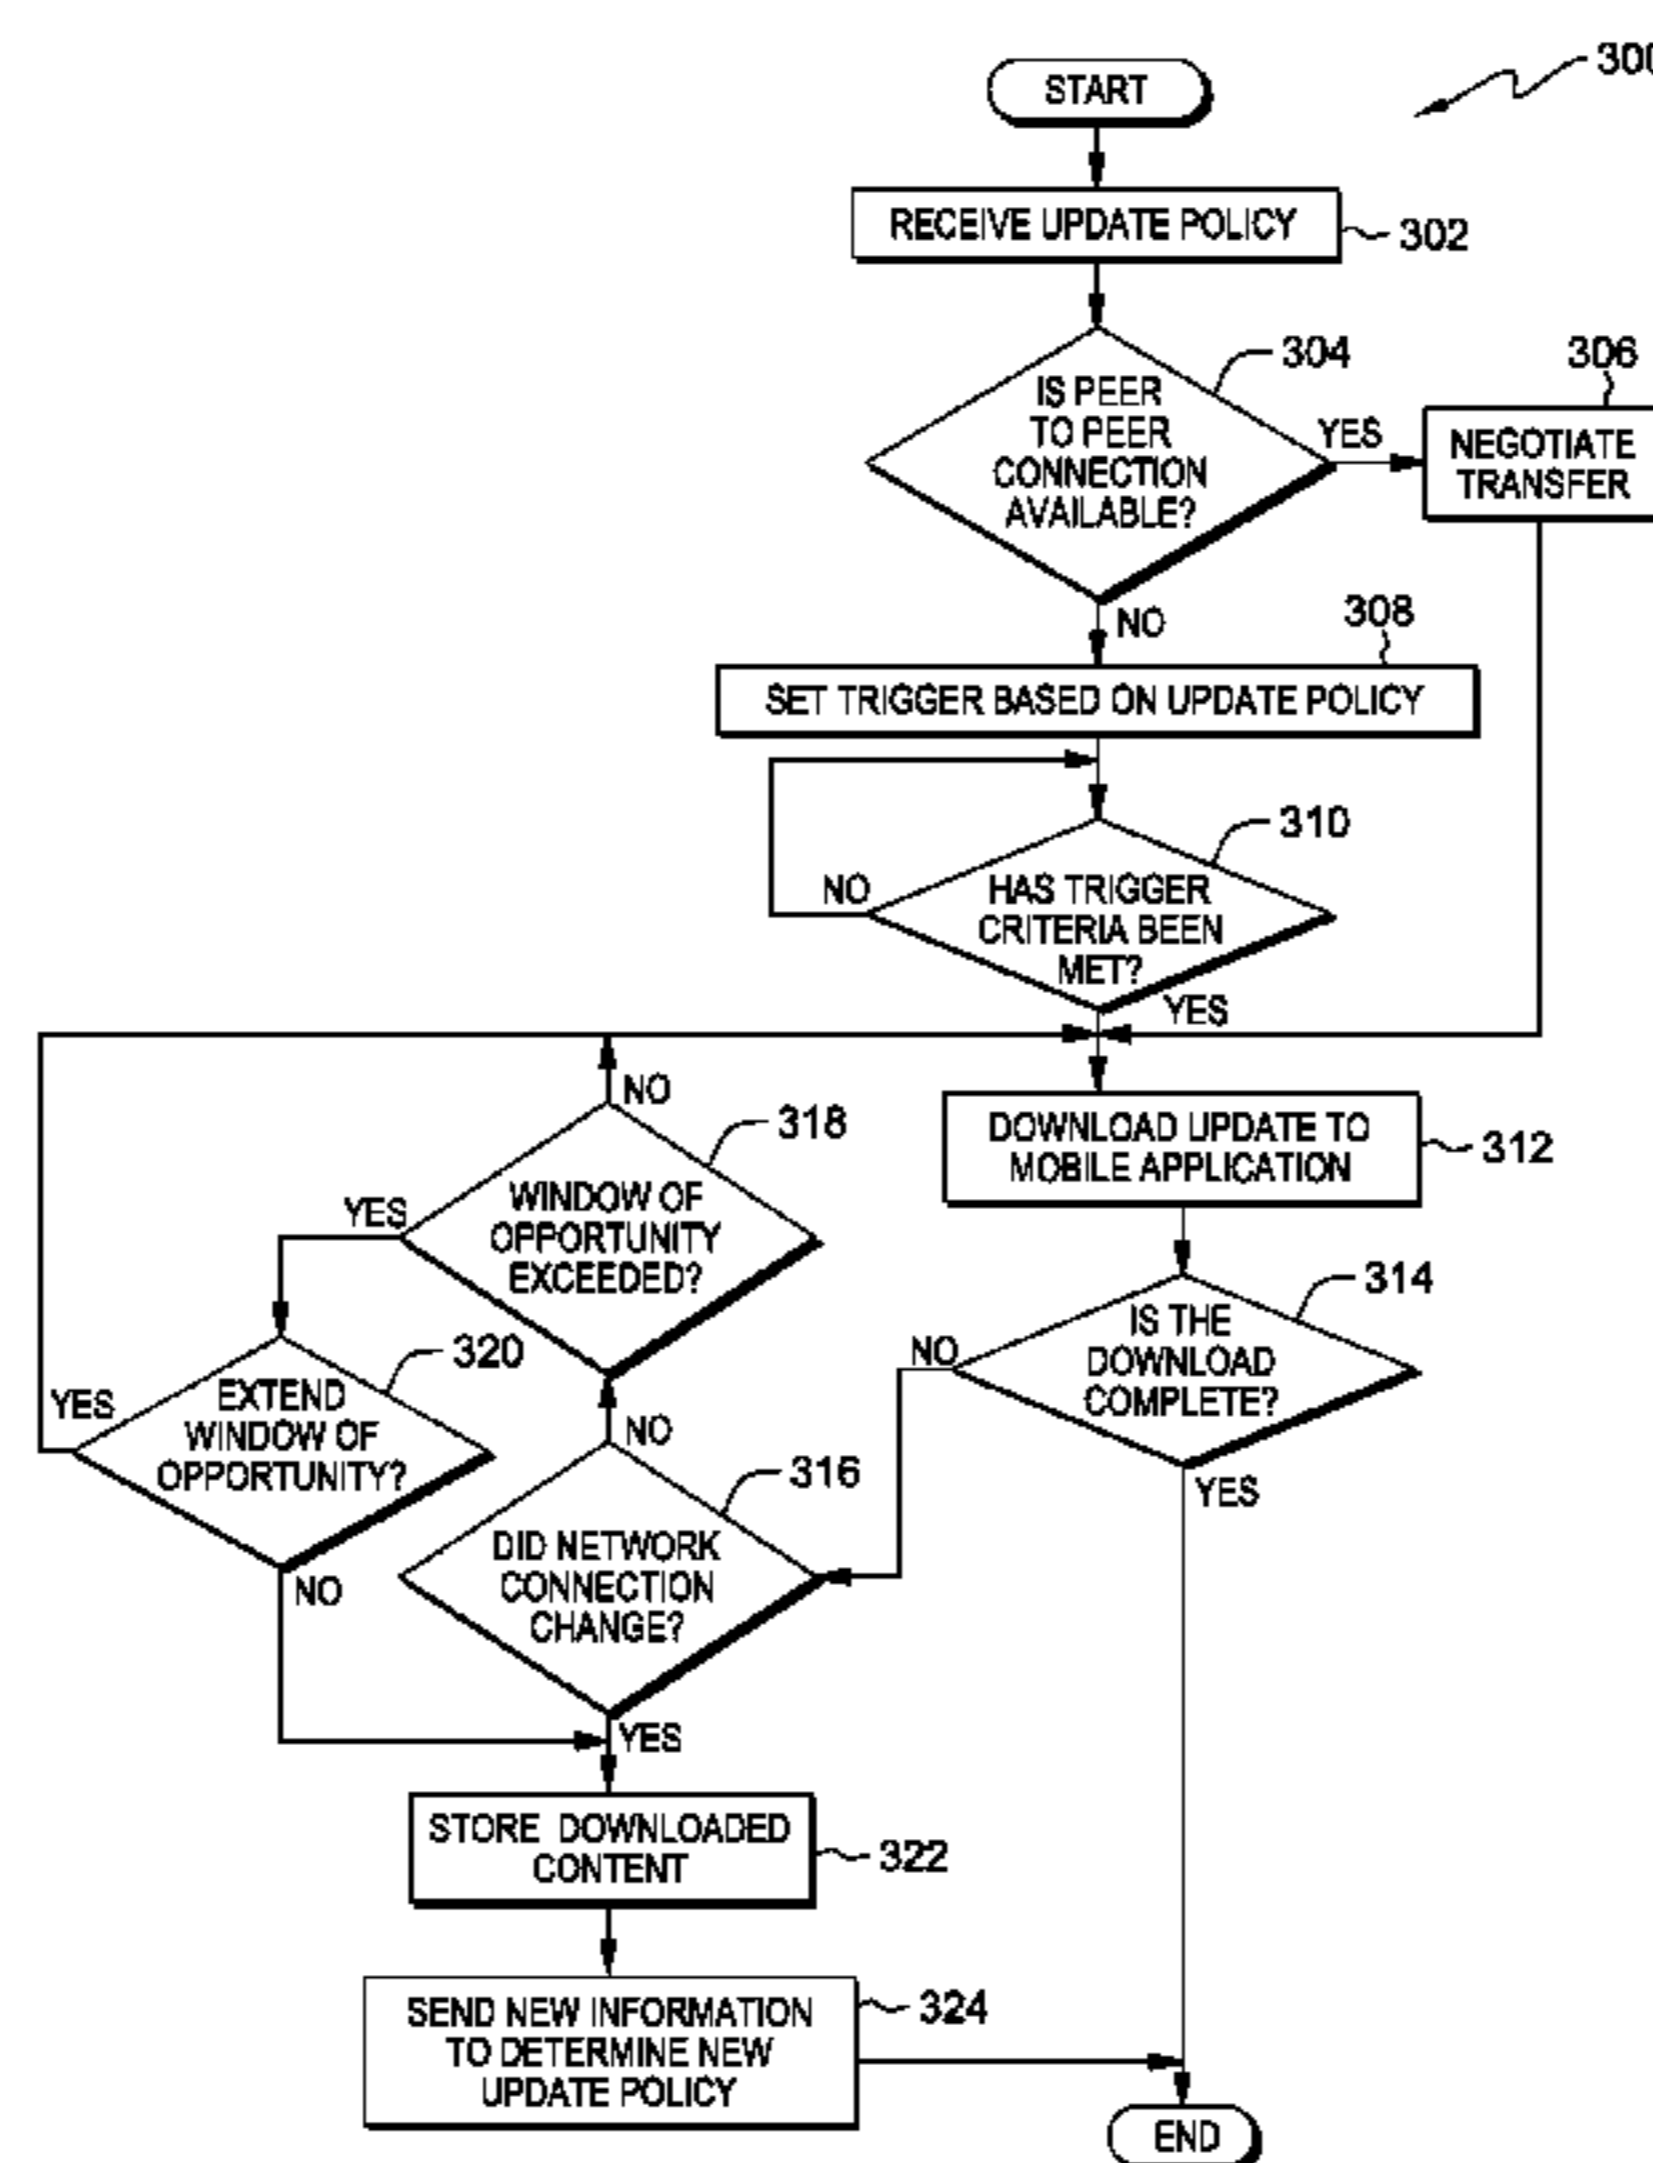 300
START
RECEIVE UPDATE POLICY
302
304
306
IS PEER
TO PEER
CONNECTION
AVAILABLE?
YES
NEGOTIATE
TRANSFER
NO
308
SET TRIGGER BASED ON UPDATE POLICY
310
NO
HAS TRIGGER
CRITERIA BEEN
MET?
YES
NO
318
DOWNLOAD UPDATE TO
MOBILE APPLICATION
312
YES
WINDOW OF
OPPORTUNITY
EXCEEDED?
314
IS THE
DOWNLOAD
COMPLETE?
NO
320
YES
EXTEND
WINDOW OF
OPPORTUNITY?
NO
316
YES
DID NETWORK
CONNECTION
CHANGE?
NO
YES
STORE DOWNLOADED
CONTENT
322
SEND NEW INFORMATION
TO DETERMINE NEW
UPDATE POLICY
324
END